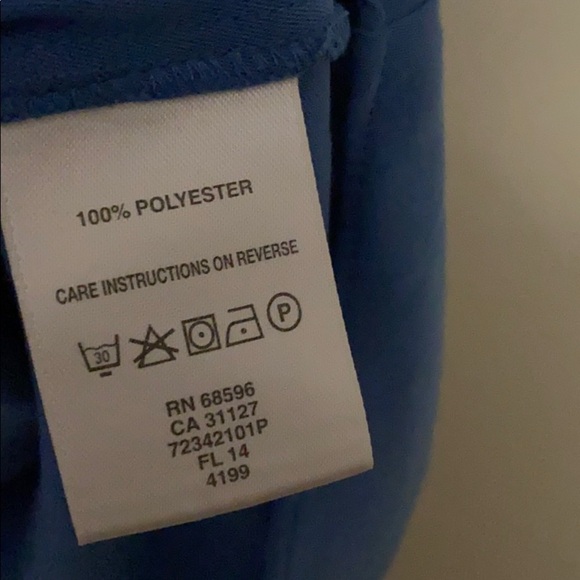 100% POLYESTER
CARE INSTRUCTIONS ON REVERSE
30 P
RN 68596
CA 31127
72342101P
FL 14
4199